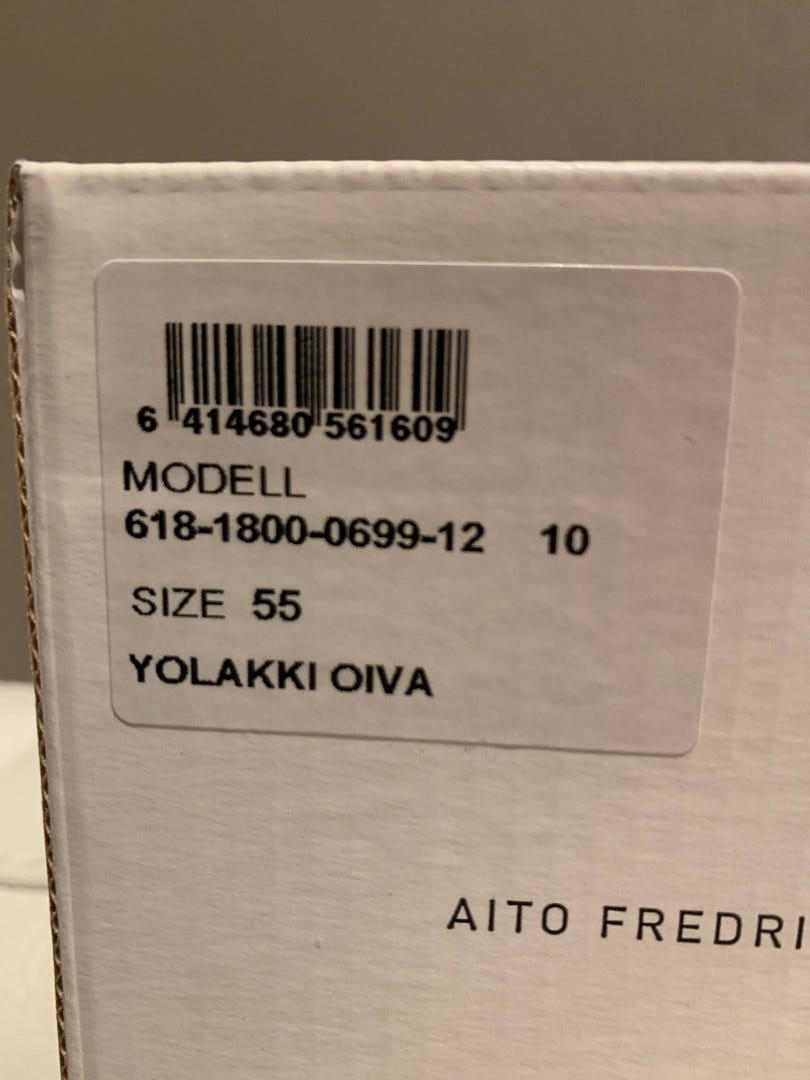 6 414680 561609
MODELL
618-1800-0699-12 10
SIZE 55
YOLAKKI OIVA
AITO FREDRI